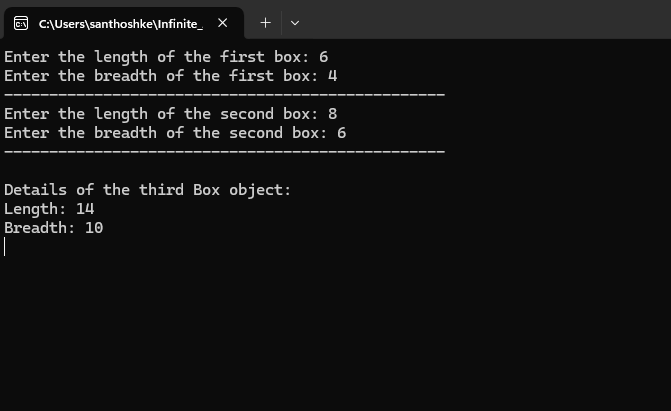 C:\Users\santhoshke\Infinite_
Enter the length of the first box: 6
Enter the breadth of the first box: 4
-------------------------------------------------
Enter the length of the second box: 8
Enter the breadth of the second box: 6
-------------------------------------------------
Details of the third Box object:
Length: 14
Breadth: 10